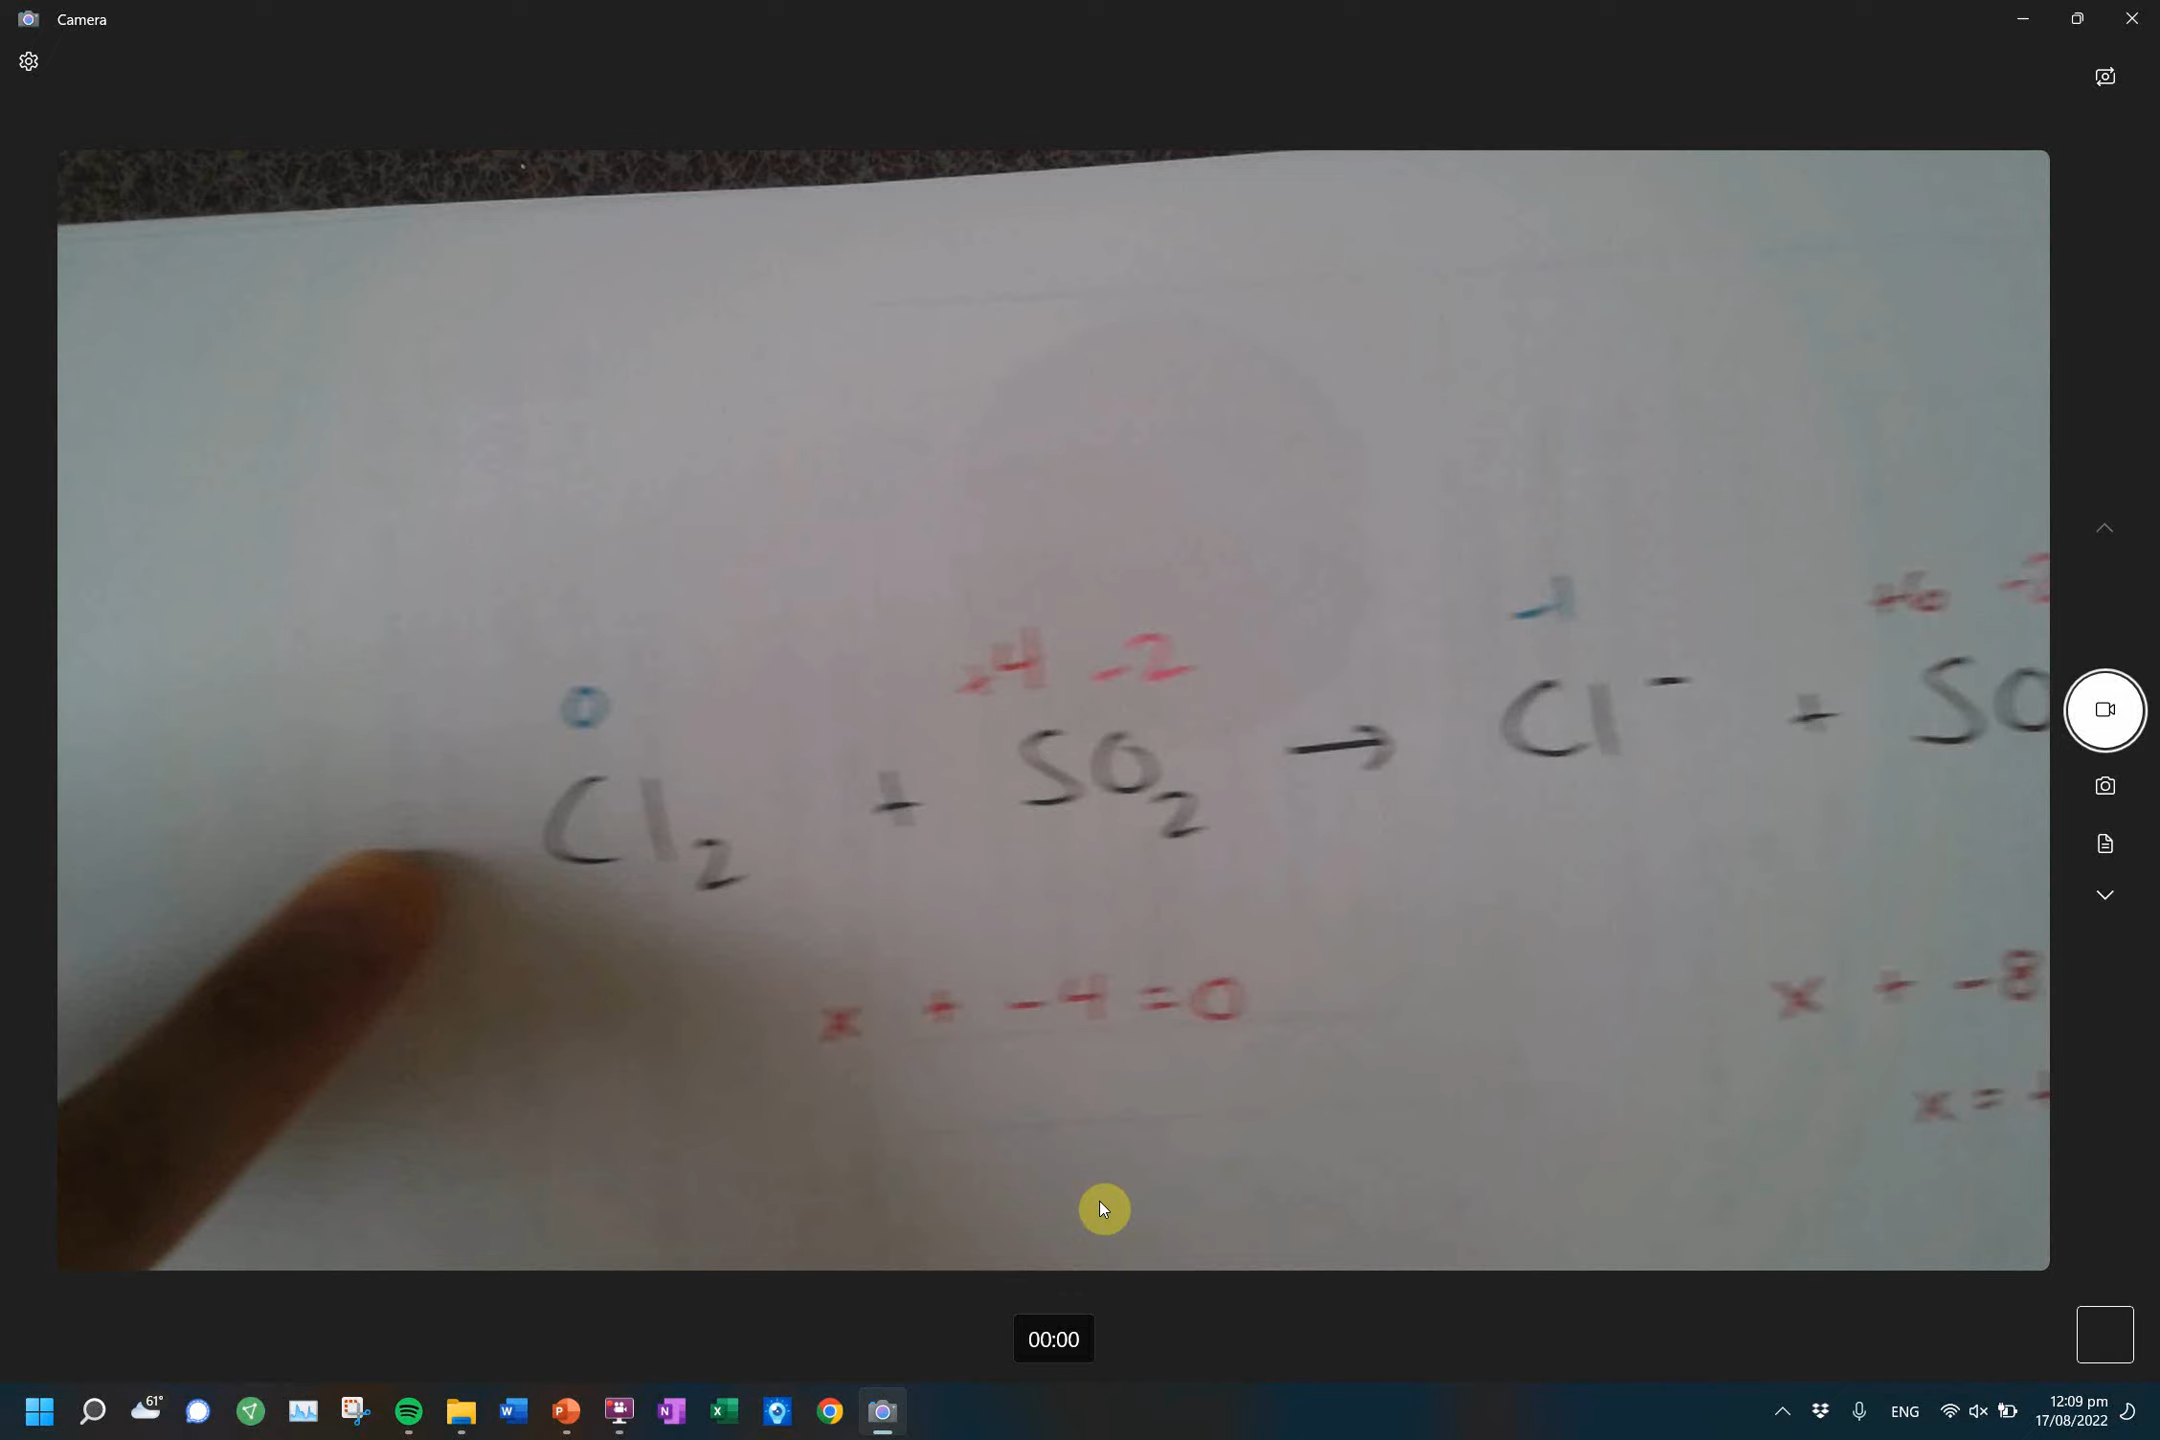 Camera
0 +4 -2 -1 +6 -2
Cl₂ + SO₂ → Cl⁻ + SO
x + -4 = 0 x + -8
x = +
00:00
61°
ENG
12:09 pm
17/08/2022